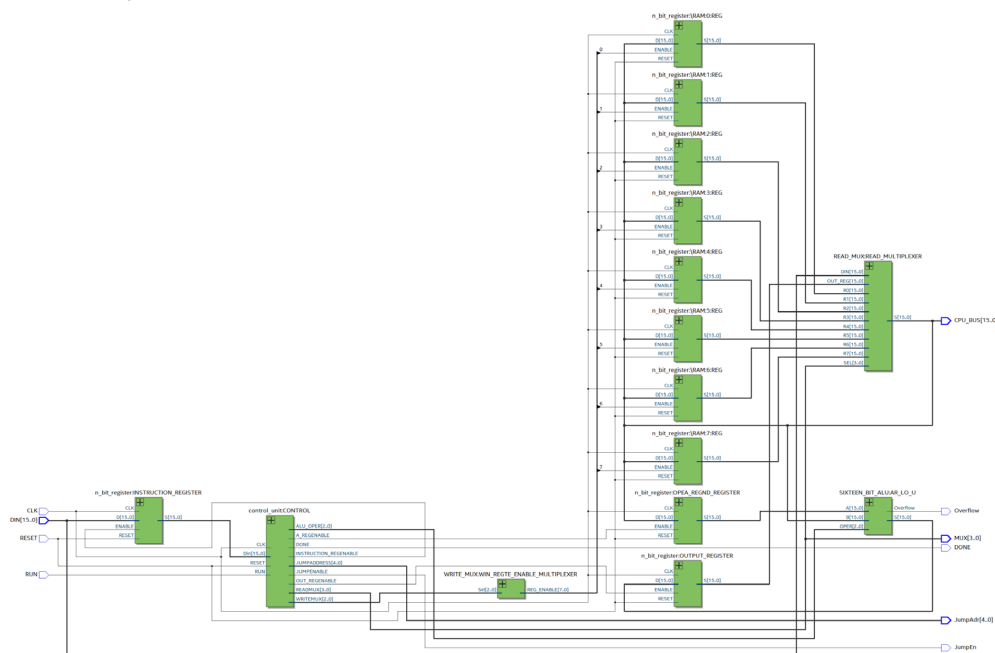 n_bit_register:\RAM:0:REG
CLK
D[15..0]
ENABLE
RESET
S[15..0]
0
n_bit_register:\RAM:1:REG
CLK
D[15..0]
ENABLE
RESET
S[15..0]
1
n_bit_register:\RAM:2:REG
CLK
D[15..0]
ENABLE
RESET
S[15..0]
2
n_bit_register:\RAM:3:REG
CLK
D[15..0]
ENABLE
RESET
S[15..0]
3
n_bit_register:\RAM:4:REG
CLK
D[15..0]
ENABLE
RESET
S[15..0]
4
n_bit_register:\RAM:5:REG
CLK
D[15..0]
ENABLE
RESET
S[15..0]
5
n_bit_register:\RAM:6:REG
CLK
D[15..0]
ENABLE
RESET
S[15..0]
6
n_bit_register:\RAM:7:REG
CLK
D[15..0]
ENABLE
RESET
S[15..0]
7
READ_MUX:READ_MULTIPLEXER
DIN[15..0]
OUT_REG[15..0]
R0[15..0]
R1[15..0]
R2[15..0]
R3[15..0]
R4[15..0]
R5[15..0]
R6[15..0]
R7[15..0]
SEL[3..0]
S[15..0]
CPU_BUS[15..0
n_bit_register:INSTRUCTION_REGISTER
CLK
D[15..0]
ENABLE
RESET
S[15..0]
CLK
DIN[15..0]
RESET
RUN
control_unit:CONTROL
CLK
DIn[15..0]
RESET
RUN
ALU_OPER[2..0]
A_REGENABLE
DONE
INSTRUCTION_REGENABLE
JUMPADDRESS[4..0]
JUMPENABLE
OUT_REGENABLE
READMUX[3..0]
WRITEMUX[2..0]
WRITE_MUX:WIN_REGTE_ENABLE_MULTIPLEXER
Sel[2..0]
REG_ENABLE[7..0]
n_bit_register:OPEA_REGND_REGISTER
CLK
D[15..0]
ENABLE
RESET
S[15..0]
n_bit_register:OUTPUT_REGISTER
CLK
D[15..0]
ENABLE
RESET
S[15..0]
SIXTEEN_BIT_ALU:AR_LO_U
A[15..0]
B[15..0]
OPER[2..0]
Overflow
S[15..0]
Overflow
MUX[3..0]
DONE
JumpAdr[4..0]
JumpEn